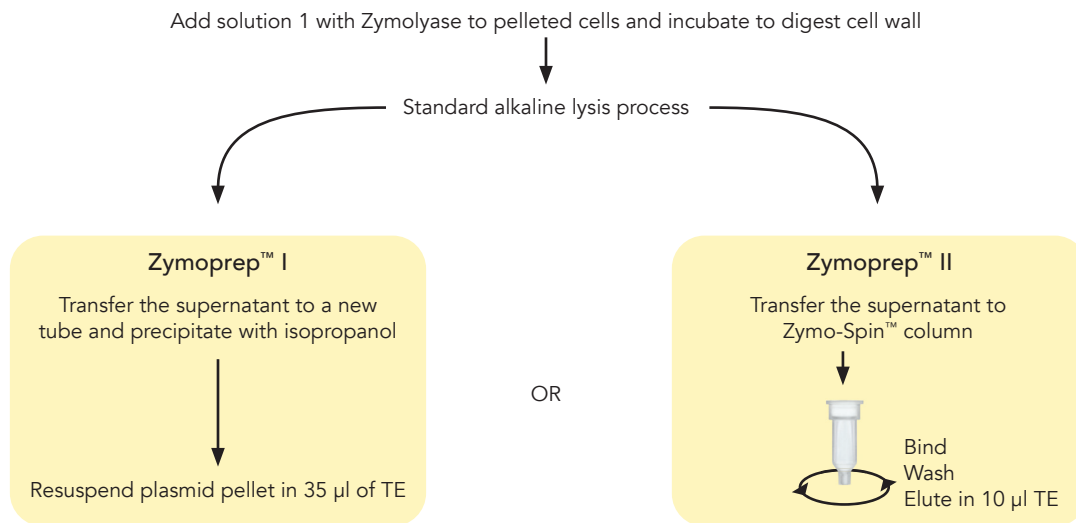 Add solution 1 with Zymolyase to pelleted cells and incubate to digest cell wall
Standard alkaline lysis process
Zymoprep™ I
Transfer the supernatant to a new
tube and precipitate with isopropanol
Resuspend plasmid pellet in 35 µl of TE
OR
Zymoprep™ II
Transfer the supernatant to
Zymo-Spin™ column
Bind
Wash
Elute in 10 µl TE